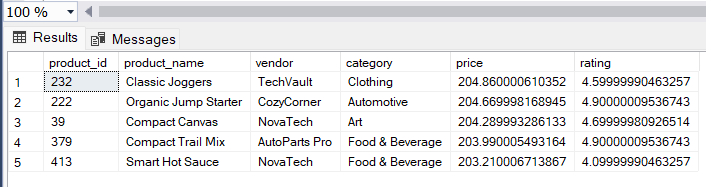 100 %
Results Messages
product_id product_name vendor category price rating
1 232 Classic Joggers TechVault Clothing 204.860000610352 4.59999990463257
2 222 Organic Jump Starter CozyCorner Automotive 204.669998168945 4.90000009536743
3 39 Compact Canvas NovaTech Art 204.289993286133 4.69999980926514
4 379 Compact Trail Mix AutoParts Pro Food & Beverage 203.990005493164 4.90000009536743
5 413 Smart Hot Sauce NovaTech Food & Beverage 203.210006713867 4.09999990463257